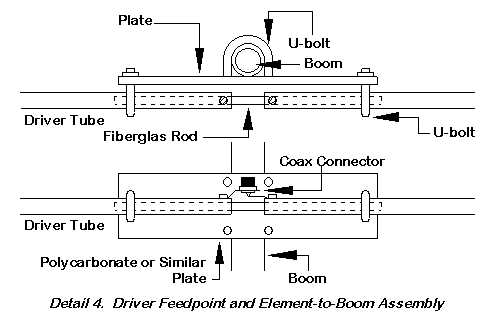 Plate
U-bolt
Boom
Driver Tube
Fiberglas Rod
U-bolt
Coax Connector
Driver Tube
Polycarbonate or Similar
Plate
Boom
Detail 4. Driver Feedpoint and Element-to-Boom Assembly